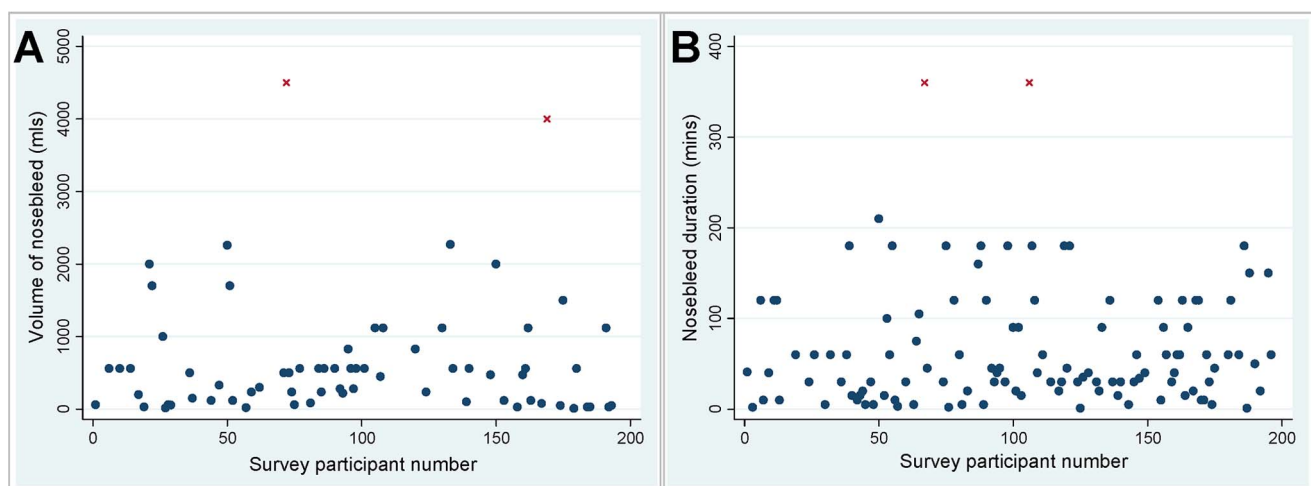 A
Volume of nosebleed (mls)
5000
4000
3000
2000
1000
0
0 50 100 150 200
Survey participant number
B
Nosebleed duration (mins)
400
300
200
100
0
0 50 100 150 200
Survey participant number